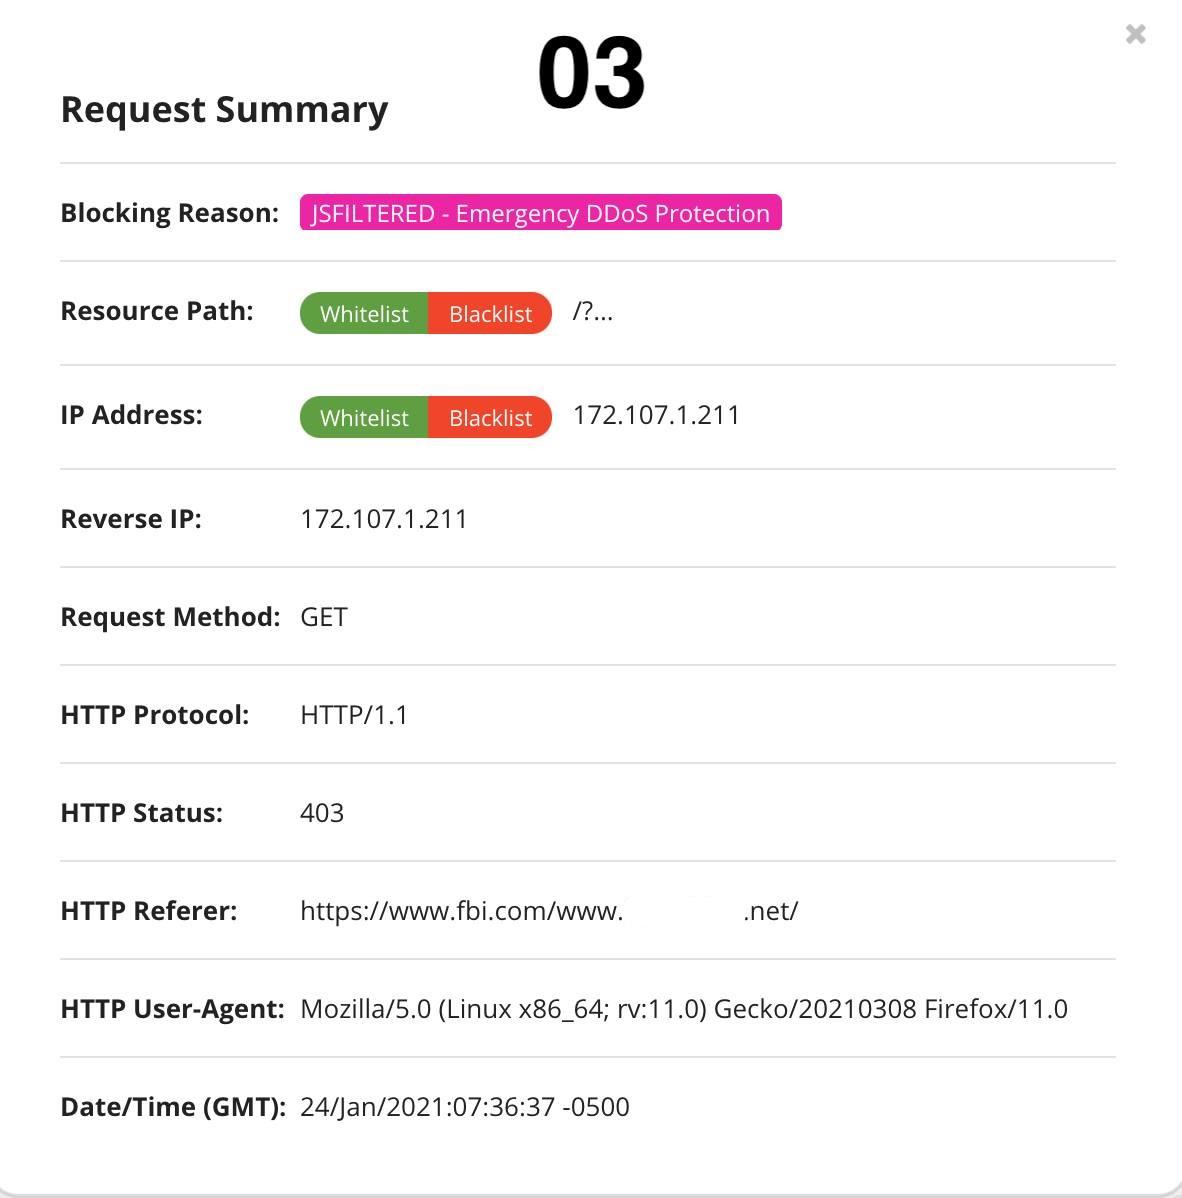 03
Request Summary
Blocking Reason: JSFILTERED - Emergency DDoS Protection
Resource Path: Whitelist Blacklist /?...
IP Address: Whitelist Blacklist 172.107.1.211
Reverse IP: 172.107.1.211
Request Method: GET
HTTP Protocol: HTTP/1.1
HTTP Status: 403
HTTP Referer: https://www.fbi.com/www. .net/
HTTP User-Agent: Mozilla/5.0 (Linux x86_64; rv:11.0) Gecko/20210308 Firefox/11.0
Date/Time (GMT): 24/Jan/2021:07:36:37 -0500